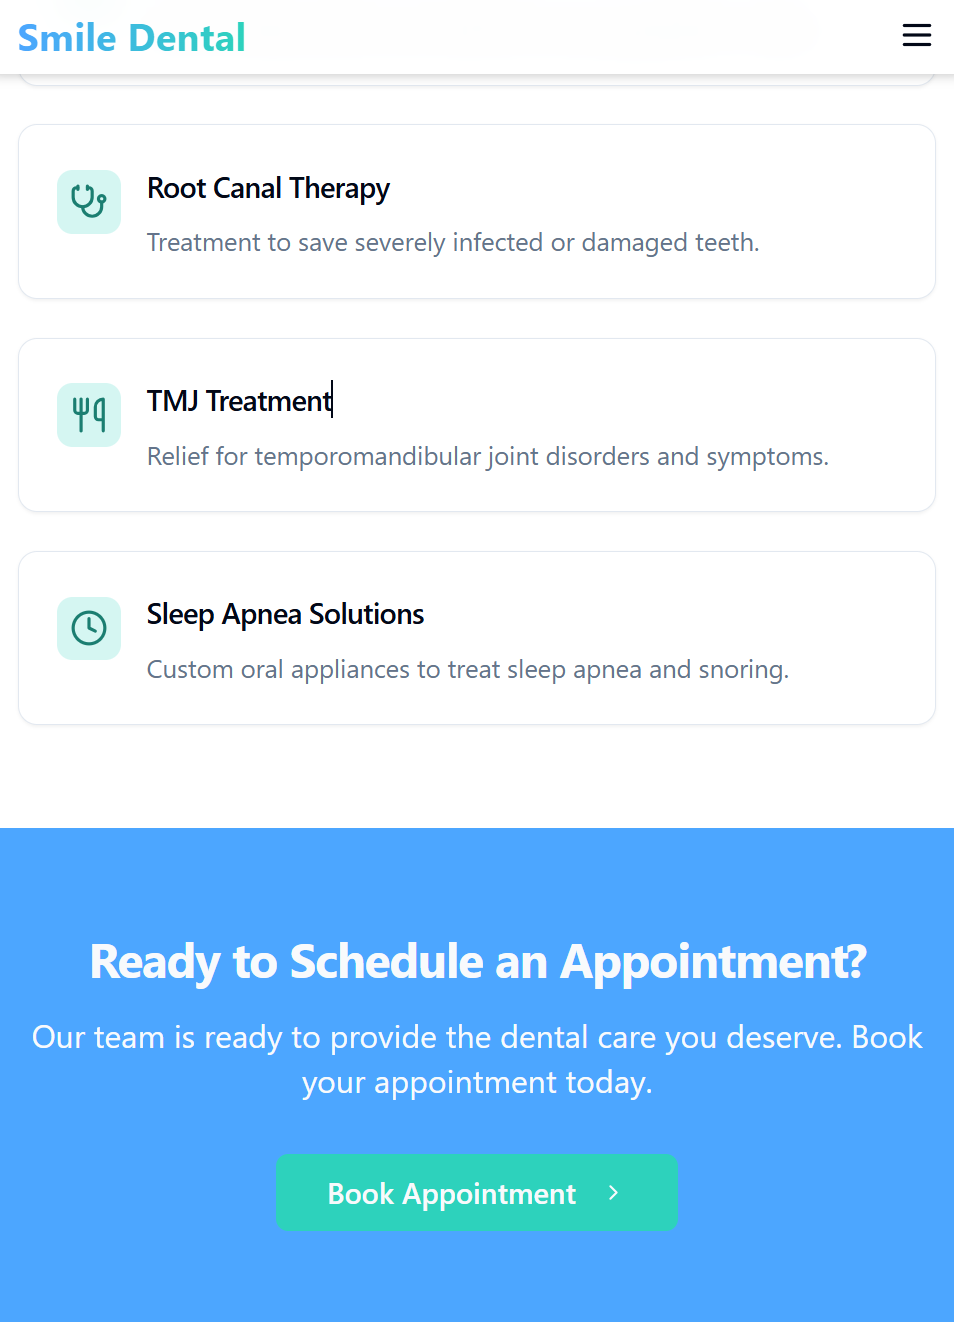 Smile Dental
Root Canal Therapy
Treatment to save severely infected or damaged teeth.
TMJ Treatment
Relief for temporomandibular joint disorders and symptoms.
Sleep Apnea Solutions
Custom oral appliances to treat sleep apnea and snoring.
Ready to Schedule an Appointment?
Our team is ready to provide the dental care you deserve. Book
your appointment today.
Book Appointment